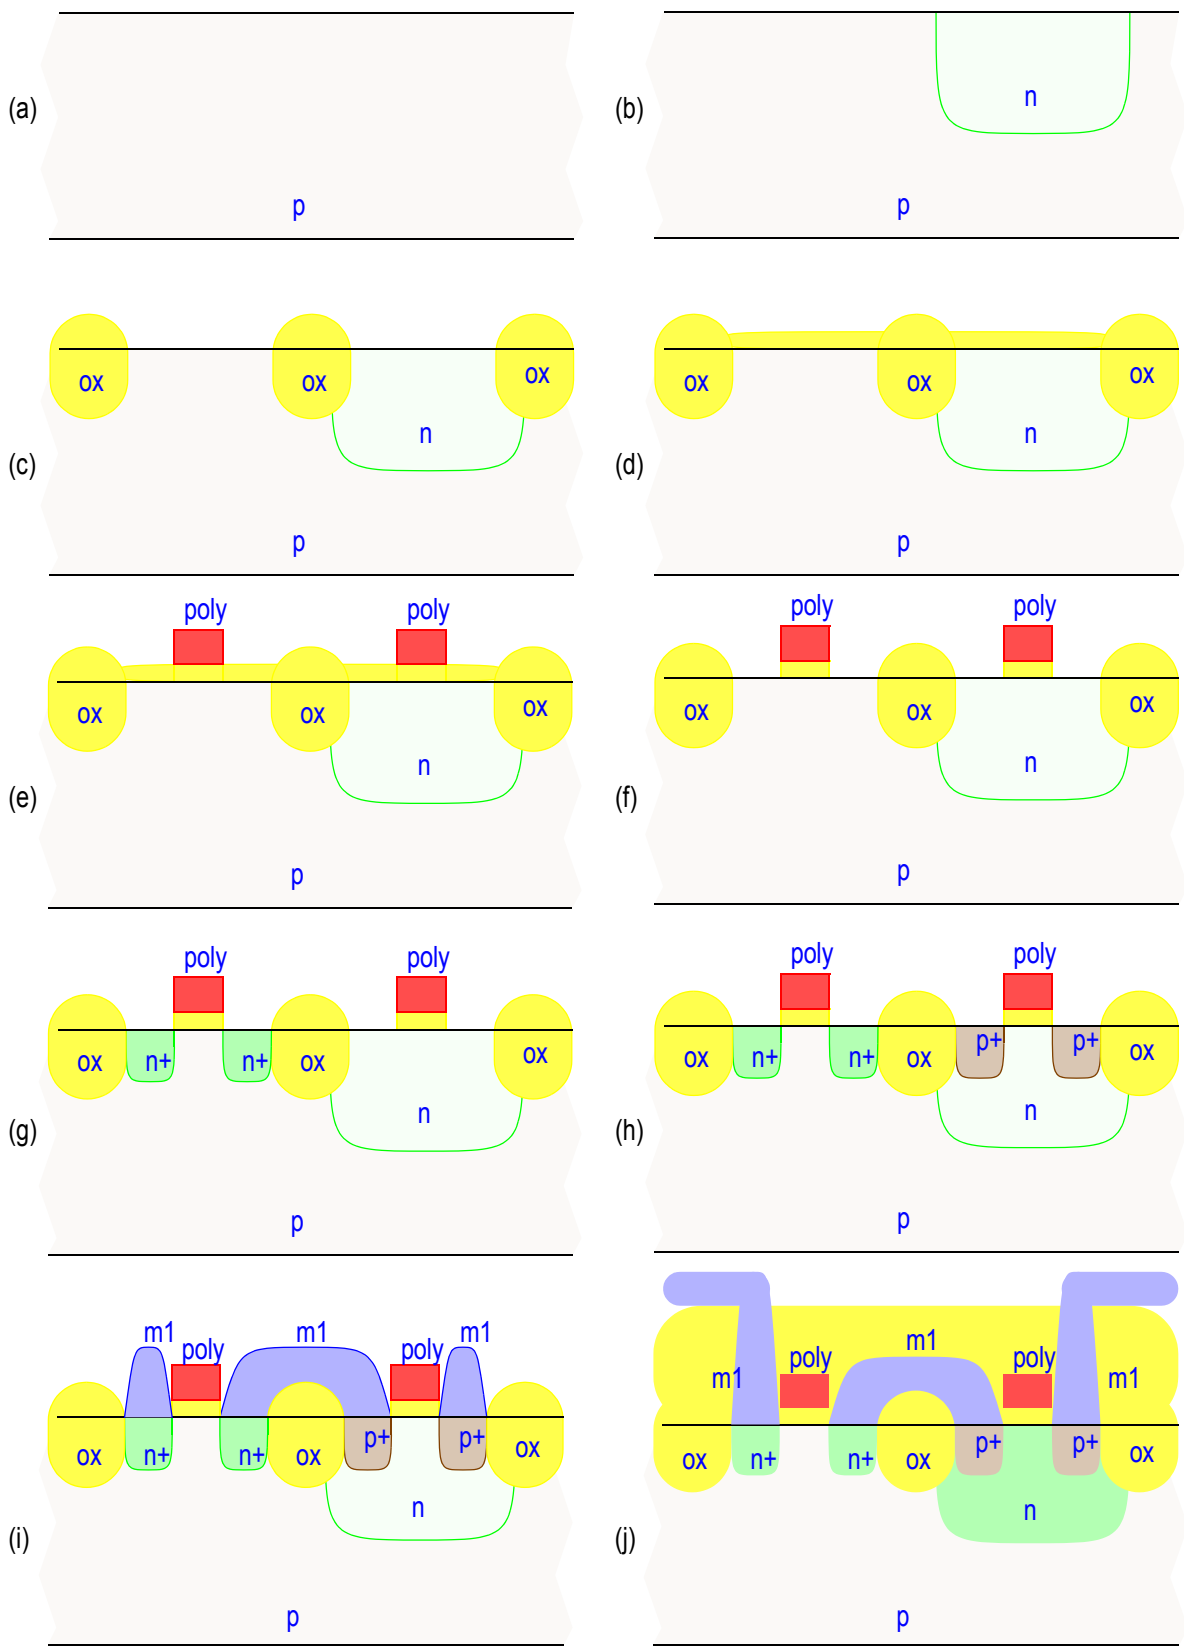 (a)
p
(b)
n
p
(c)
ox ox ox
n
p
(d)
ox ox ox
n
p
(e)
poly poly
ox ox ox
n
p
(f)
poly poly
ox ox ox
n
p
(g)
poly poly
ox n+ n+ ox ox
n
p
(h)
poly poly
ox n+ n+ ox p+ p+ ox
n
p
(i)
m1 poly m1 poly m1
ox n+ n+ ox p+ p+ ox
n
p
(j)
m1 poly m1 poly m1
ox n+ n+ ox p+ p+ ox
n
p